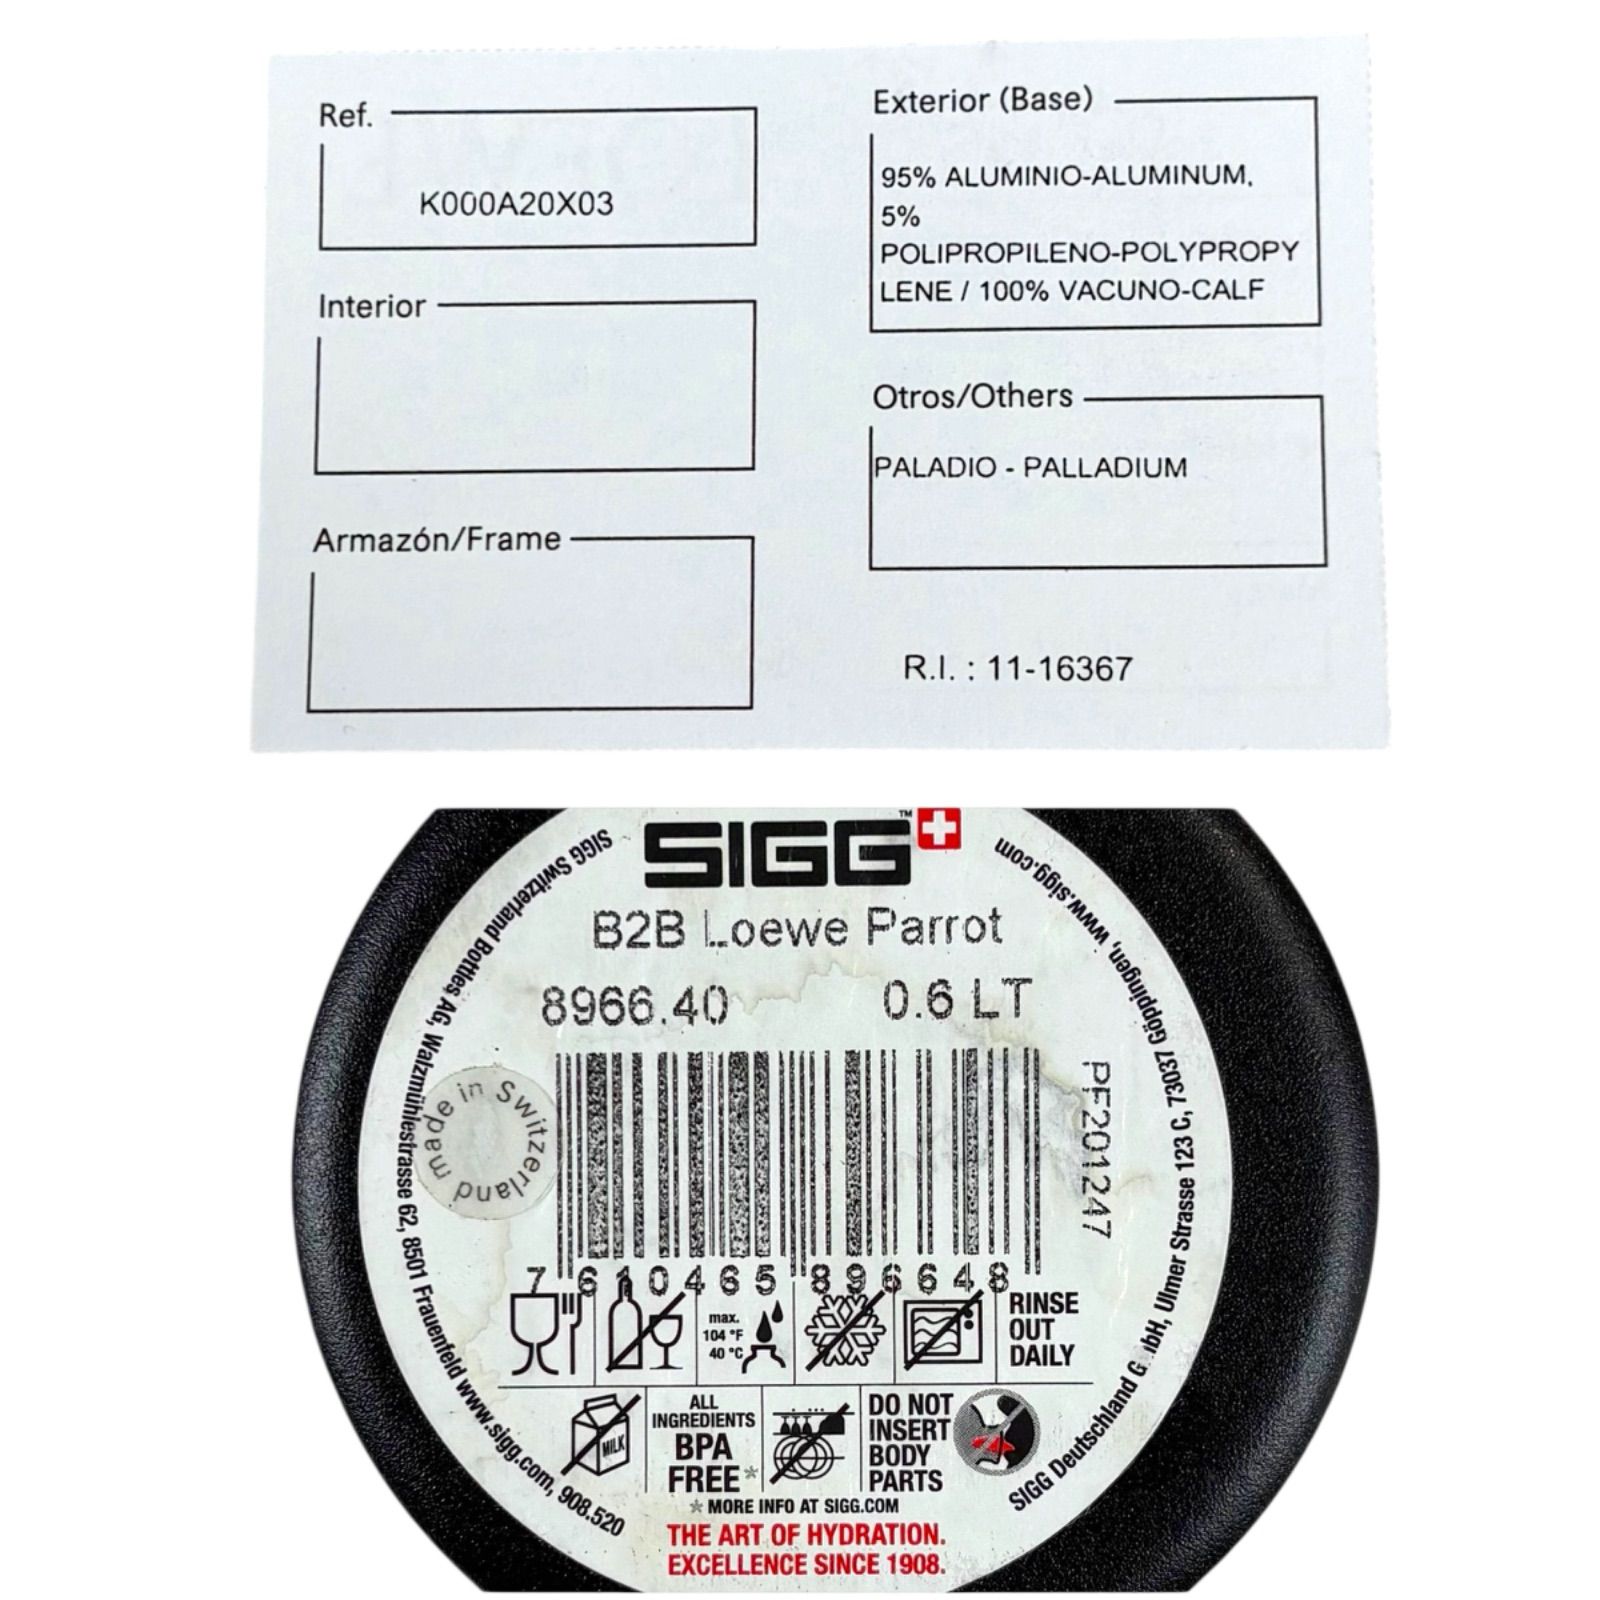 Ref.
K000A20X03
Interior
Armazón/Frame
Exterior (Base)
95% ALUMINIO-ALUMINUM,
5%
POLIPROPILENO-POLYPROPY
LENE / 100% VACUNO-CALF
Otros/Others
PALADIO - PALLADIUM
R.I. : 11-16367
SIGG™
B2B Loewe Parrot
8966.40 0.6 LT
made in Switzerland
PF201247
7 610465 896648
max.
104 °F
40 °C
RINSE
OUT
DAILY
MILK
ALL
INGREDIENTS
BPA
FREE*
DO NOT
INSERT
BODY
PARTS
* MORE INFO AT SIGG.COM
THE ART OF HYDRATION.
EXCELLENCE SINCE 1908.
SIGG Switzerland Bottles AG, Walzmühlestrasse 62, 8501 Frauenfeld www.sigg.com, 908.520
SIGG Deutschland GmbH, Ulmer Strasse 123 C, 73037 Göppingen, www.sigg.com